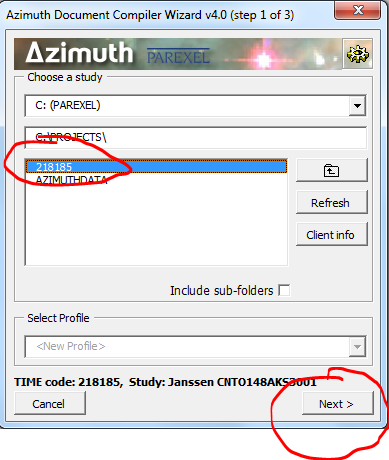 Azimuth Document Compiler Wizard v4.0 (step 1 of 3)
Azimuth PAREXEL
Choose a study
C: (PAREXEL)
C:\PROJECTS\
218185
AZIMUTHDATA
Refresh
Client info
Include sub-folders
Select Profile
<New Profile>
TIME code: 218185, Study: Janssen CNTO148AKS3001
Cancel
Next >